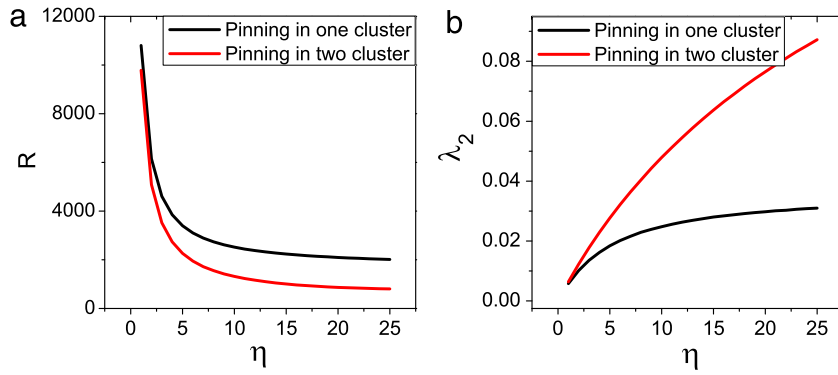 a
12000
8000
4000
0
R
Pinning in one cluster
Pinning in two cluster
0 5 10 15 20 25
η
b
0.08
0.06
0.04
0.02
0.00
λ2
Pinning in one cluster
Pinning in two cluster
0 5 10 15 20 25
η